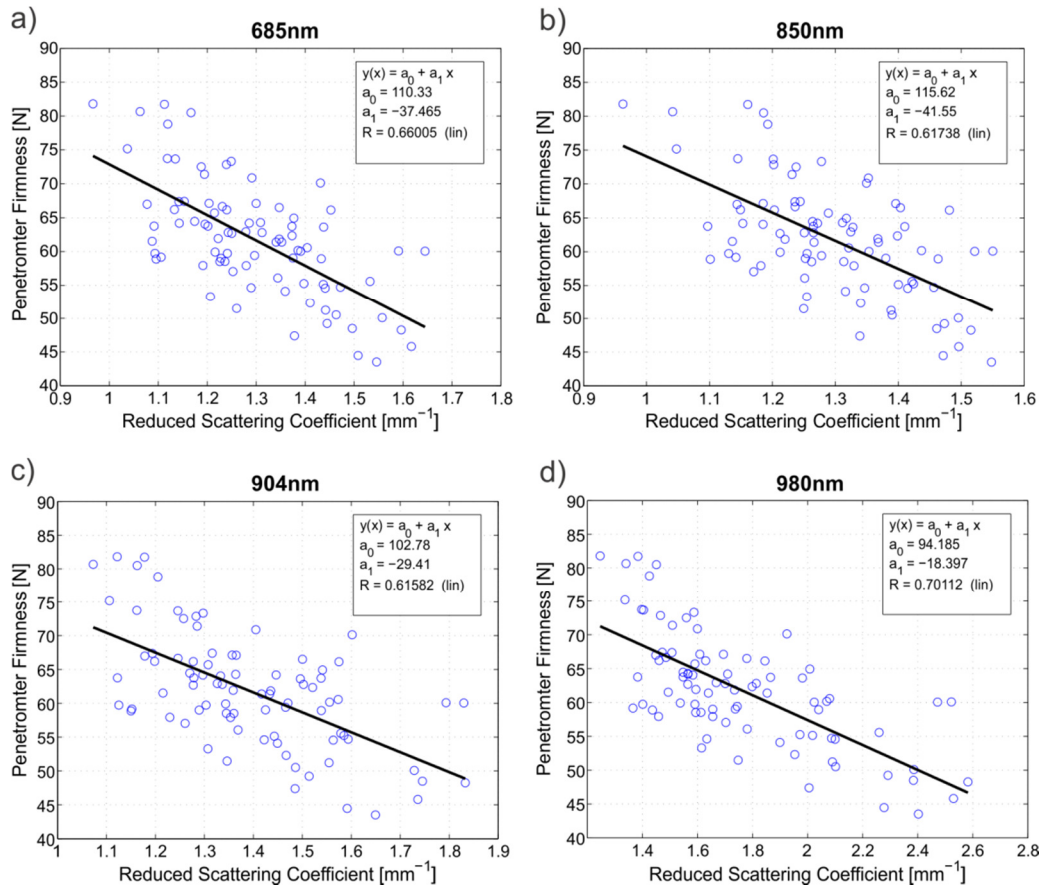 a)
685nm
90
85
80
75
70
65
60
55
50
45
40
Penetromter Firmness [N]
y(x) = a0 + a1 x
a0 = 110.33
a1 = −37.465
R = 0.66005 (lin)
0.9 1 1.1 1.2 1.3 1.4 1.5 1.6 1.7 1.8
Reduced Scattering Coefficient [mm−1]
b)
850nm
90
85
80
75
70
65
60
55
50
45
40
Penetromter Firmness [N]
y(x) = a0 + a1 x
a0 = 115.62
a1 = −41.55
R = 0.61738 (lin)
0.9 1 1.1 1.2 1.3 1.4 1.5 1.6
Reduced Scattering Coefficient [mm−1]
c)
904nm
90
85
80
75
70
65
60
55
50
45
40
Penetromter Firmness [N]
y(x) = a0 + a1 x
a0 = 102.78
a1 = −29.41
R = 0.61582 (lin)
1 1.1 1.2 1.3 1.4 1.5 1.6 1.7 1.8 1.9
Reduced Scattering Coefficient [mm−1]
d)
980nm
90
85
80
75
70
65
60
55
50
45
40
Penetromter Firmness [N]
y(x) = a0 + a1 x
a0 = 94.185
a1 = −18.397
R = 0.70112 (lin)
1.4 1.6 1.8 2 2.2 2.4 2.6 2.8
Reduced Scattering Coefficient [mm−1]